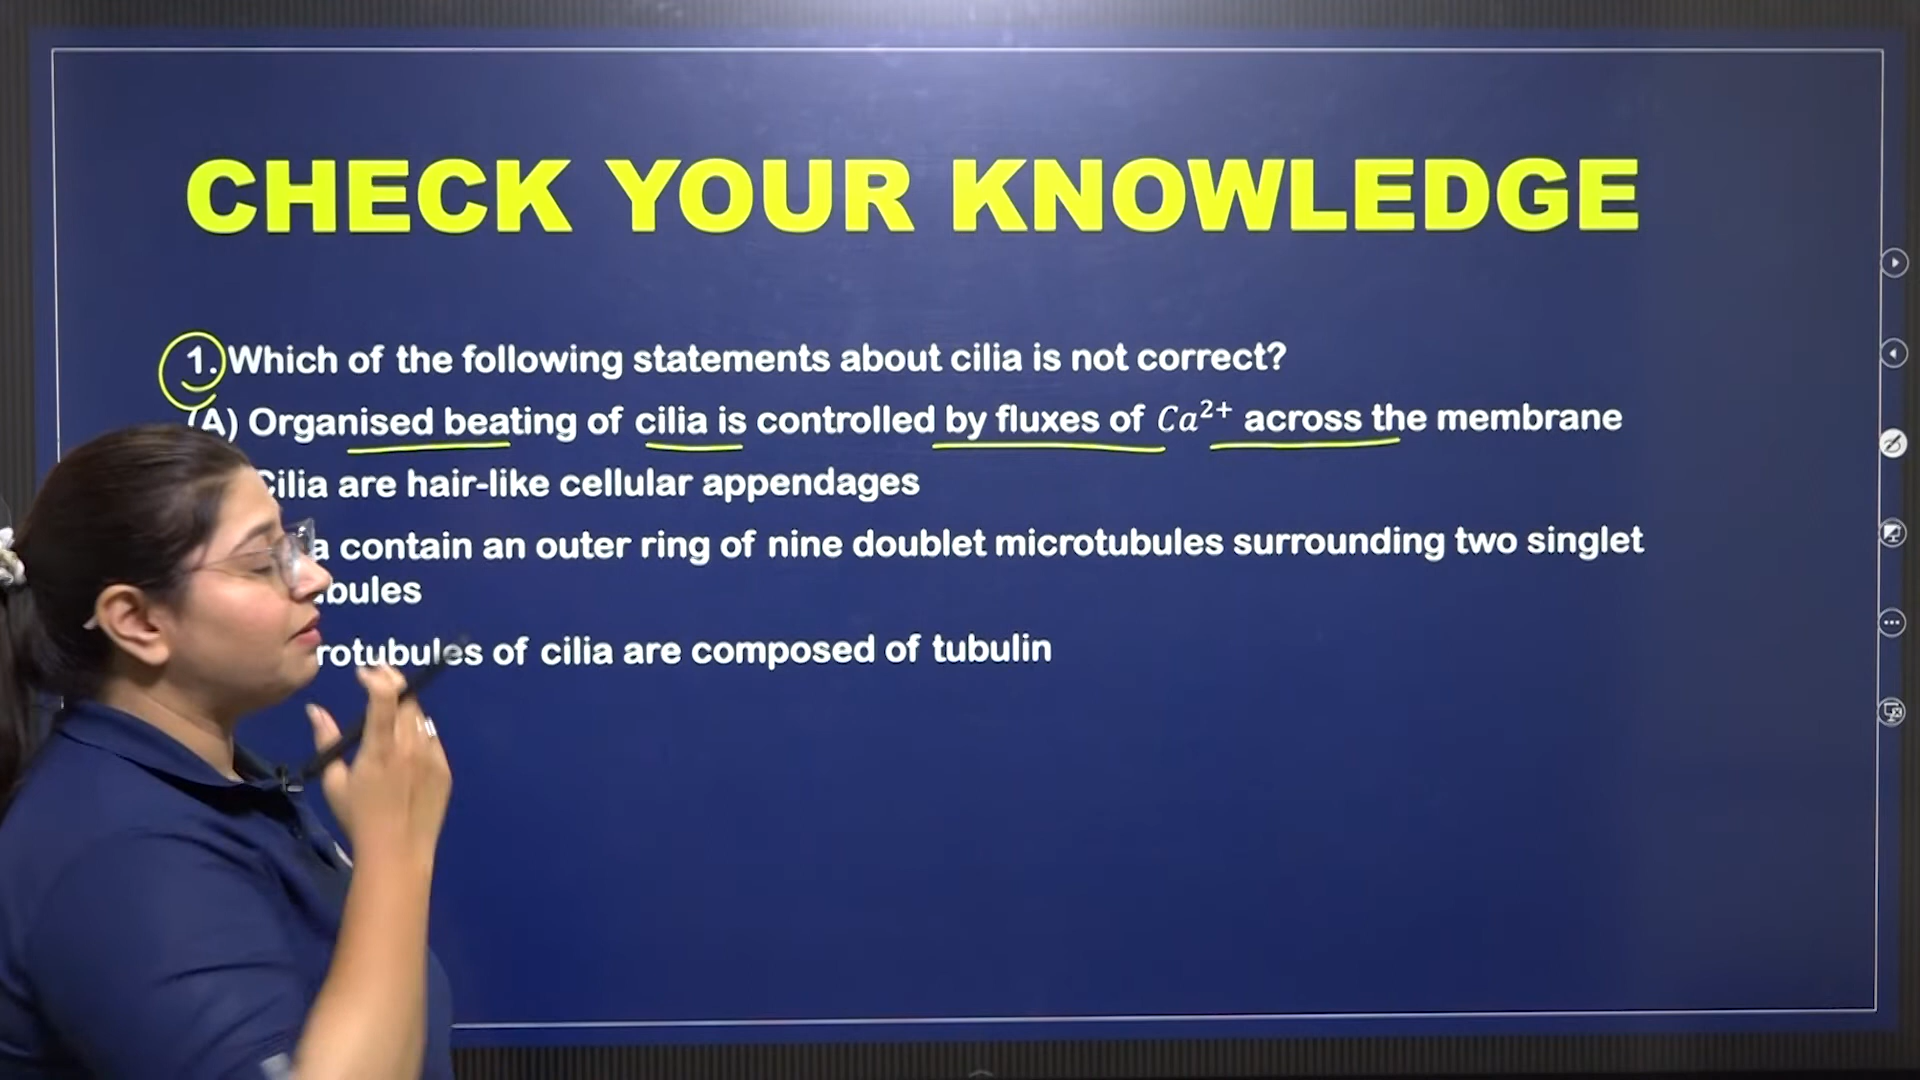 CHECK YOUR KNOWLEDGE
1. Which of the following statements about cilia is not correct?
(A) Organised beating of cilia is controlled by fluxes of Ca²⁺ across the membrane
Cilia are hair-like cellular appendages
contain an outer ring of nine doublet microtubules surrounding two singlet
of cilia are composed of tubulin